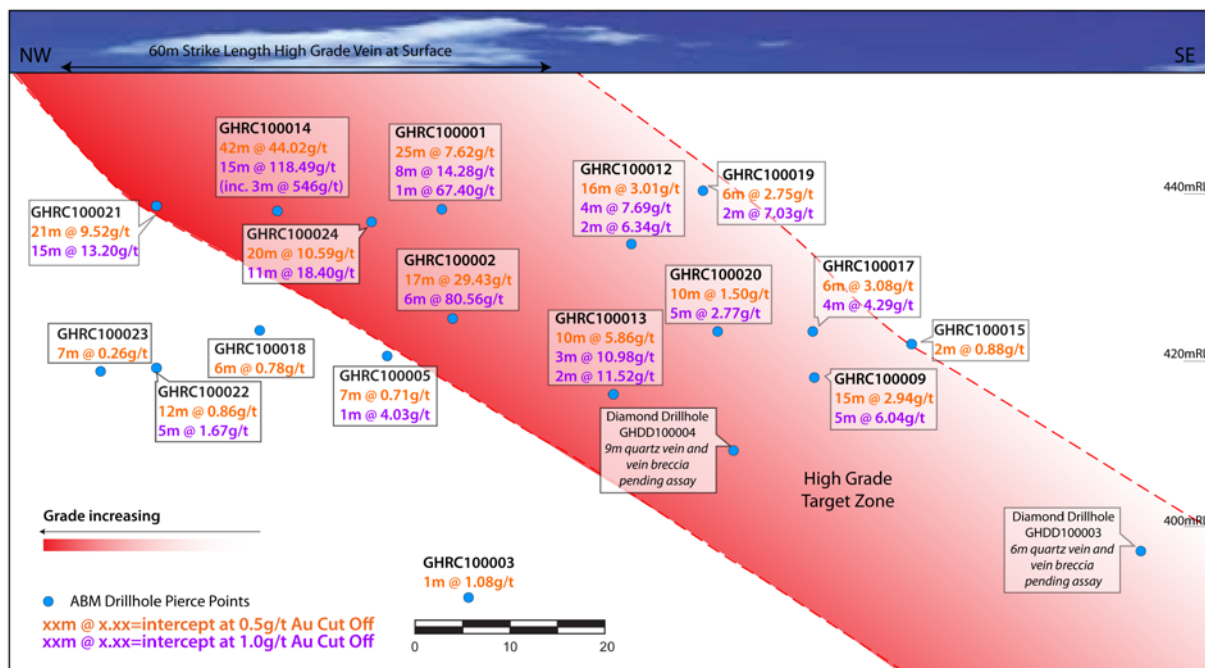 NW
60m Strike Length High Grade Vein at Surface
SE
GHRC100014
42m @ 44.02g/t
15m @ 118.49g/t
(inc. 3m @ 546g/t)
GHRC100001
25m @ 7.62g/t
8m @ 14.28g/t
1m @ 67.40g/t
GHRC100012
16m @ 3.01g/t
4m @ 7.69g/t
2m @ 6.34g/t
GHRC100019
6m @ 2.75g/t
2m @ 7.03g/t
440mRL
GHRC100021
21m @ 9.52g/t
15m @ 13.20g/t
GHRC100024
20m @ 10.59g/t
11m @ 18.40g/t
GHRC100002
17m @ 29.43g/t
6m @ 80.56g/t
GHRC100020
10m @ 1.50g/t
5m @ 2.77g/t
GHRC100017
6m @ 3.08g/t
4m @ 4.29g/t
GHRC100013
10m @ 5.86g/t
3m @ 10.98g/t
2m @ 11.52g/t
GHRC100015
2m @ 0.88g/t
420mRL
GHRC100023
7m @ 0.26g/t
GHRC100018
6m @ 0.78g/t
GHRC100005
7m @ 0.71g/t
1m @ 4.03g/t
GHRC100022
12m @ 0.86g/t
5m @ 1.67g/t
GHRC100009
15m @ 2.94g/t
5m @ 6.04g/t
Diamond Drillhole
GHDD100004
9m quartz vein and
vein breccia
pending assay
High Grade
Target Zone
400mRL
Diamond Drillhole
GHDD100003
6m quartz vein and
vein breccia
pending assay
Grade increasing
GHRC100003
1m @ 1.08g/t
ABM Drillhole Pierce Points
xxm @ x.xx=intercept at 0.5g/t Au Cut Off
xxm @ x.xx=intercept at 1.0g/t Au Cut Off
0 10 20